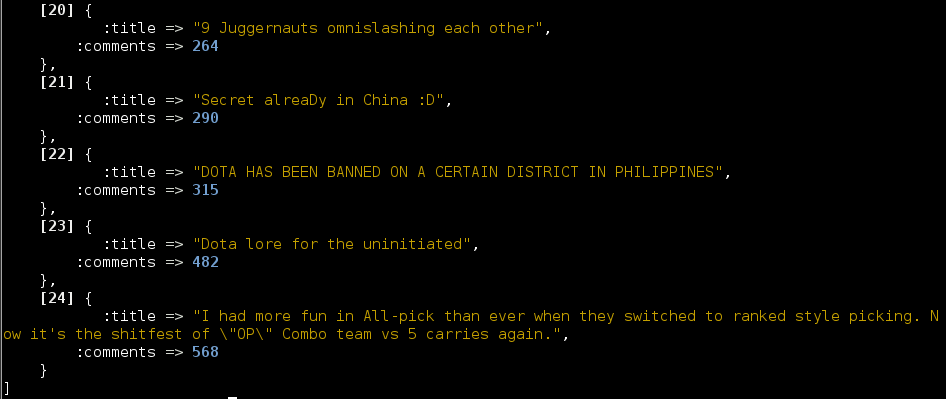 [20] {
:title => "9 Juggernauts omnislashing each other",
:comments => 264
},
[21] {
:title => "Secret alreaDy in China :D",
:comments => 290
},
[22] {
:title => "DOTA HAS BEEN BANNED ON A CERTAIN DISTRICT IN PHILIPPINES",
:comments => 315
},
[23] {
:title => "Dota lore for the uninitiated",
:comments => 482
},
[24] {
:title => "I had more fun in All-pick than ever when they switched to ranked style picking. N
ow it's the shitfest of \"OP\" Combo team vs 5 carries again.",
:comments => 568
}
]